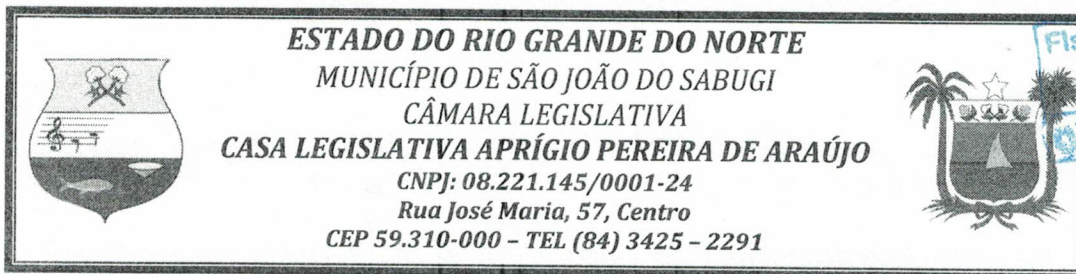 ESTADO DO RIO GRANDE DO NORTE
MUNICÍPIO DE SÃO JOÃO DO SABUGI
CÂMARA LEGISLATIVA
CASA LEGISLATIVA APRÍGIO PEREIRA DE ARAÚJO
CNPJ: 08.221.145/0001-24
Rua José Maria, 57, Centro
CEP 59.310-000 – TEL (84) 3425 – 2291